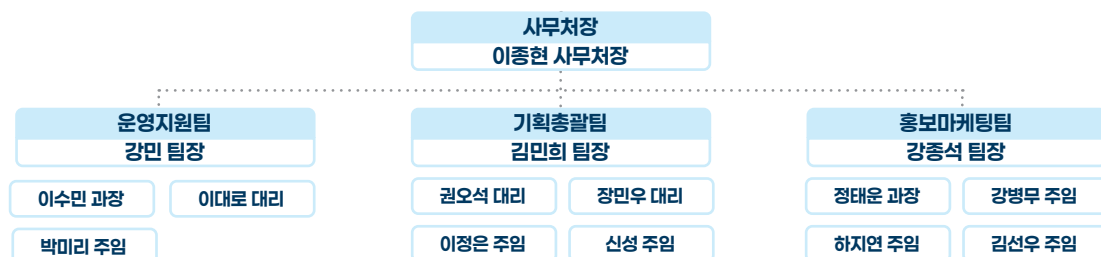 사무처장
이종현 사무처장
운영지원팀
강민 팀장
이수민 과장
이대로 대리
박미리 주임
기획총괄팀
김민희 팀장
권오석 대리
장민우 대리
이정은 주임
신성 주임
홍보마케팅팀
강종석 팀장
정태운 과장
강병무 주임
하지연 주임
김선우 주임